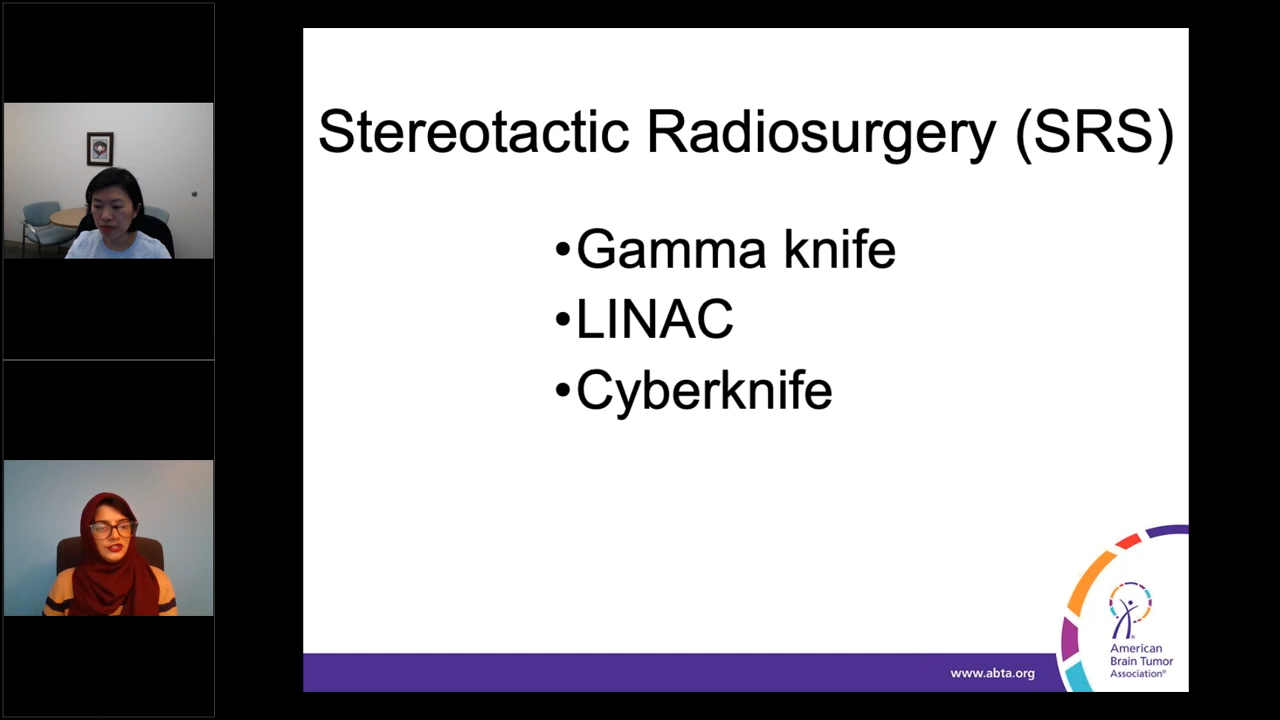 Stereotactic Radiosurgery (SRS)
•Gamma knife
•LINAC
•Cyberknife
www.abta.org
American
Brain Tumor
Association®